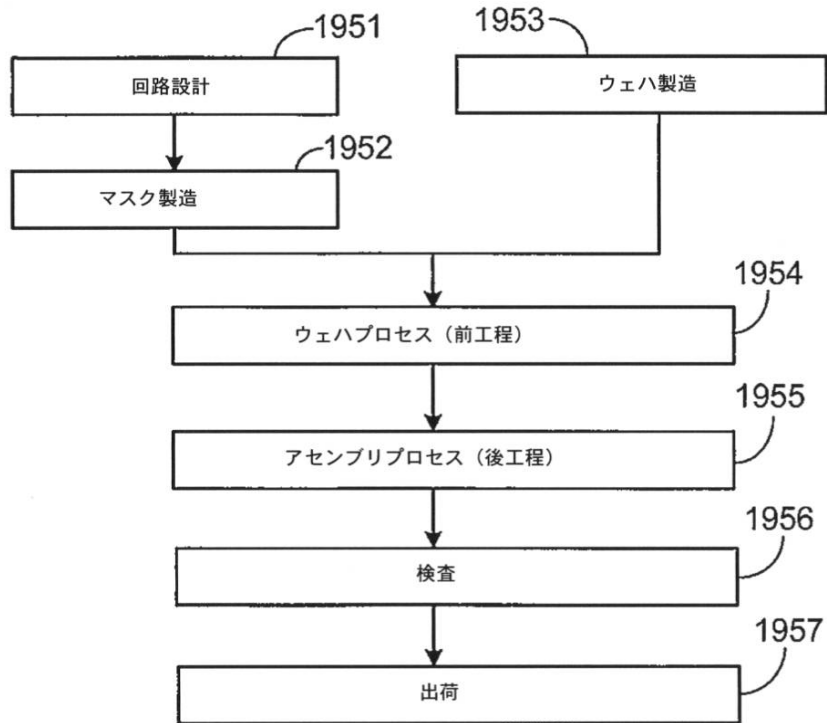 1951
回路設計
1953
ウェハ製造
1952
マスク製造
1954
ウェハプロセス（前工程）
1955
アセンブリプロセス（後工程）
1956
検査
1957
出荷